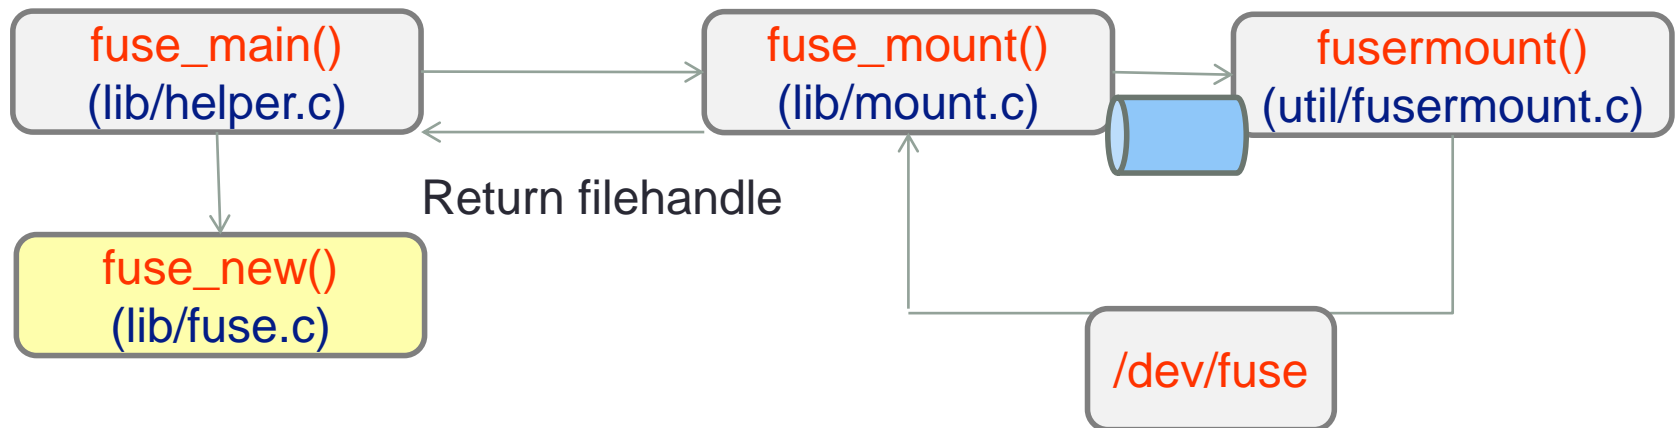 fuse_main()
(lib/helper.c)
fuse_mount()
(lib/mount.c)
fusermount()
(util/fusermount.c)
Return filehandle
fuse_new()
(lib/fuse.c)
/dev/fuse